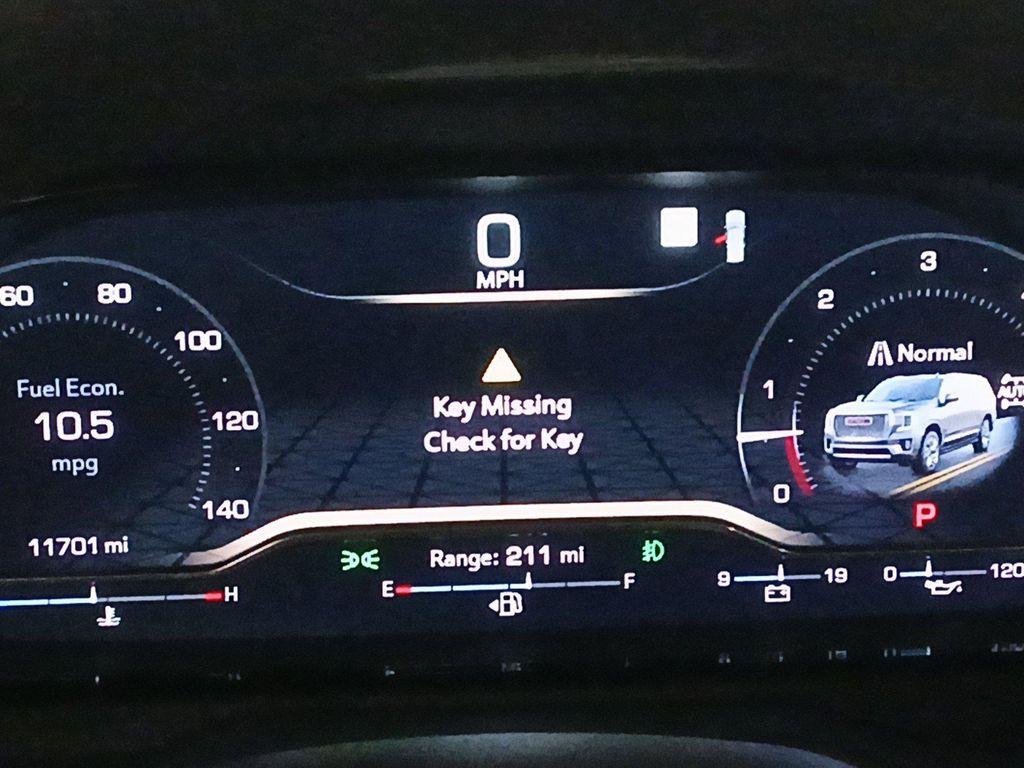 0
MPH
60
80
100
120
140
Fuel Econ.
10.5
mpg
11701 mi
Key Missing
Check for Key
3
2
1
0
Normal
AUTO
P
Range: 211 mi
H
E
F
9
19
0
120